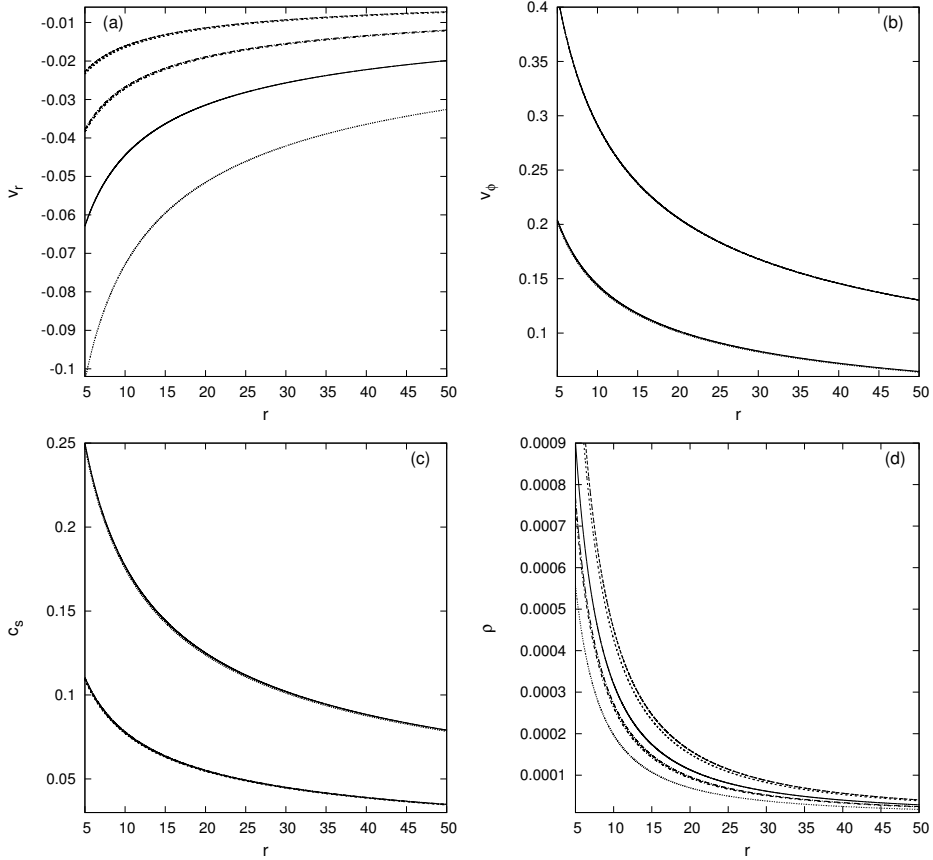 (a)
-0.01
-0.02
-0.03
-0.04
-0.05
-0.06
-0.07
-0.08
-0.09
-0.1
v_r
5 10 15 20 25 30 35 40 45 50
r
(b)
0.4
0.35
0.3
0.25
0.2
0.15
0.1
v_ϕ
5 10 15 20 25 30 35 40 45 50
r
(c)
0.25
0.2
0.15
0.1
0.05
c_s
5 10 15 20 25 30 35 40 45 50
r
(d)
0.0009
0.0008
0.0007
0.0006
0.0005
0.0004
0.0003
0.0002
0.0001
ρ
5 10 15 20 25 30 35 40 45 50
r